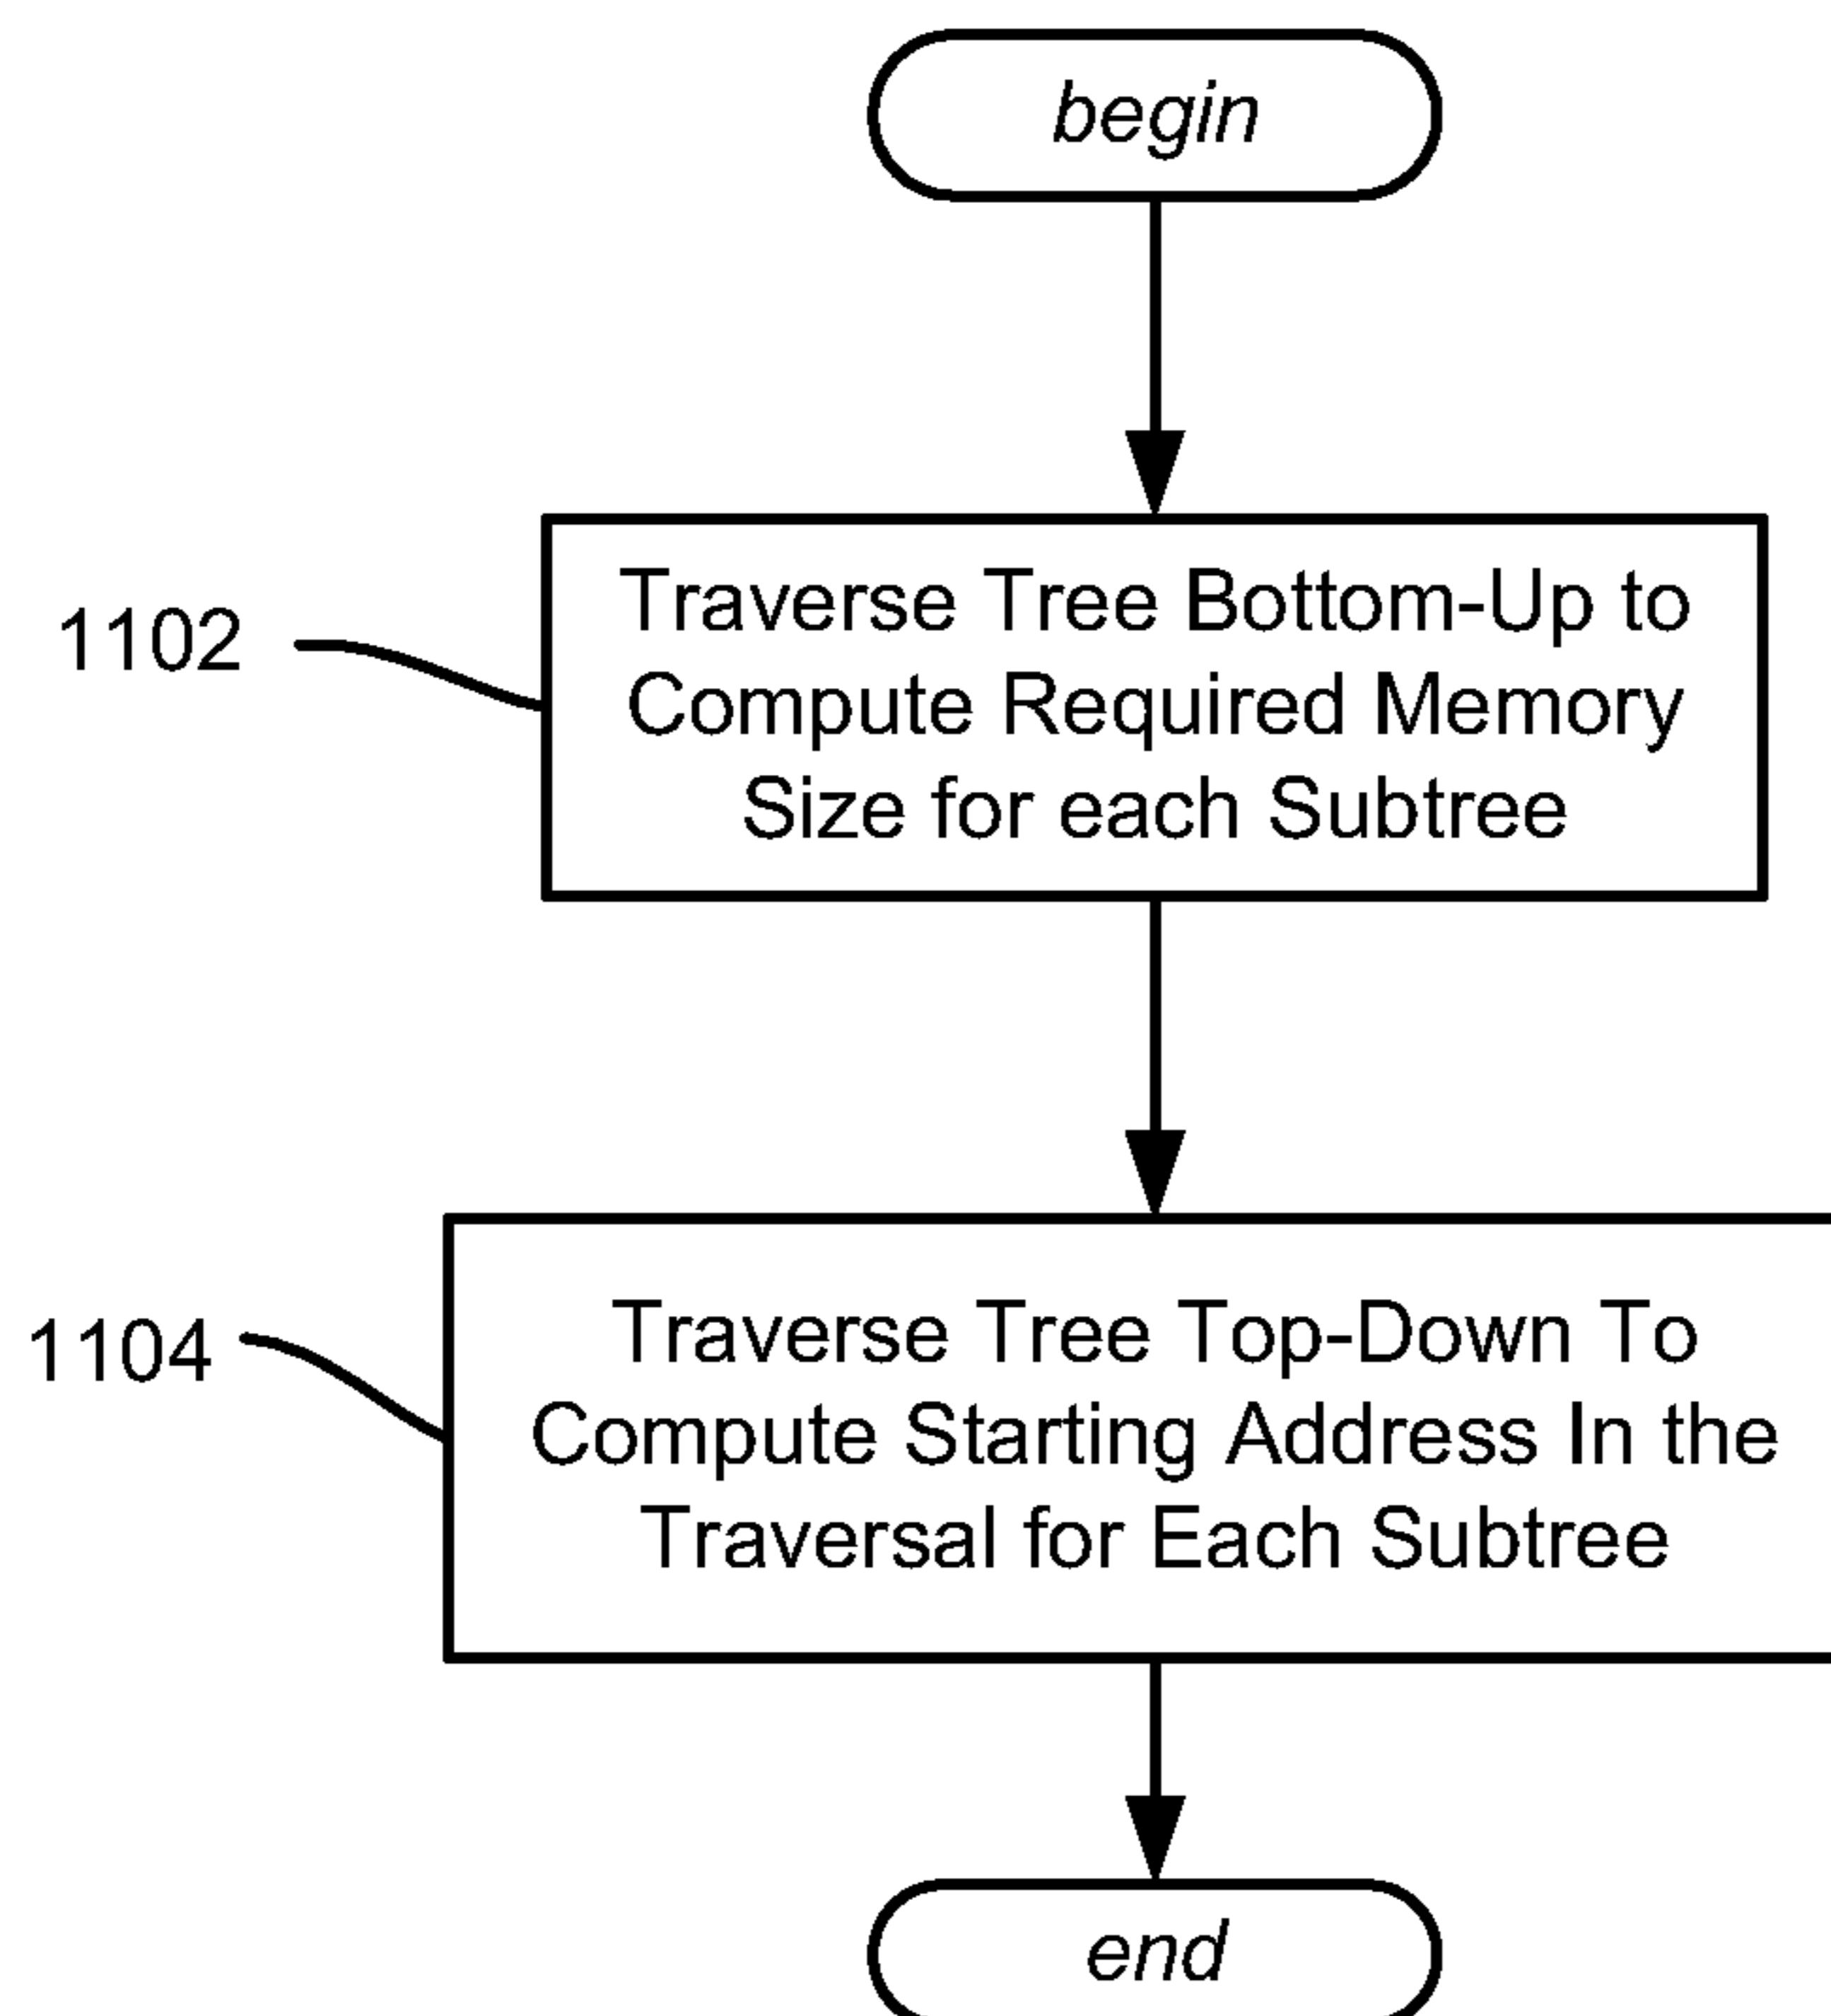 begin
1102
Traverse Tree Bottom-Up to
Compute Required Memory
Size for each Subtree
1104
Traverse Tree Top-Down To
Compute Starting Address In the
Traversal for Each Subtree
end